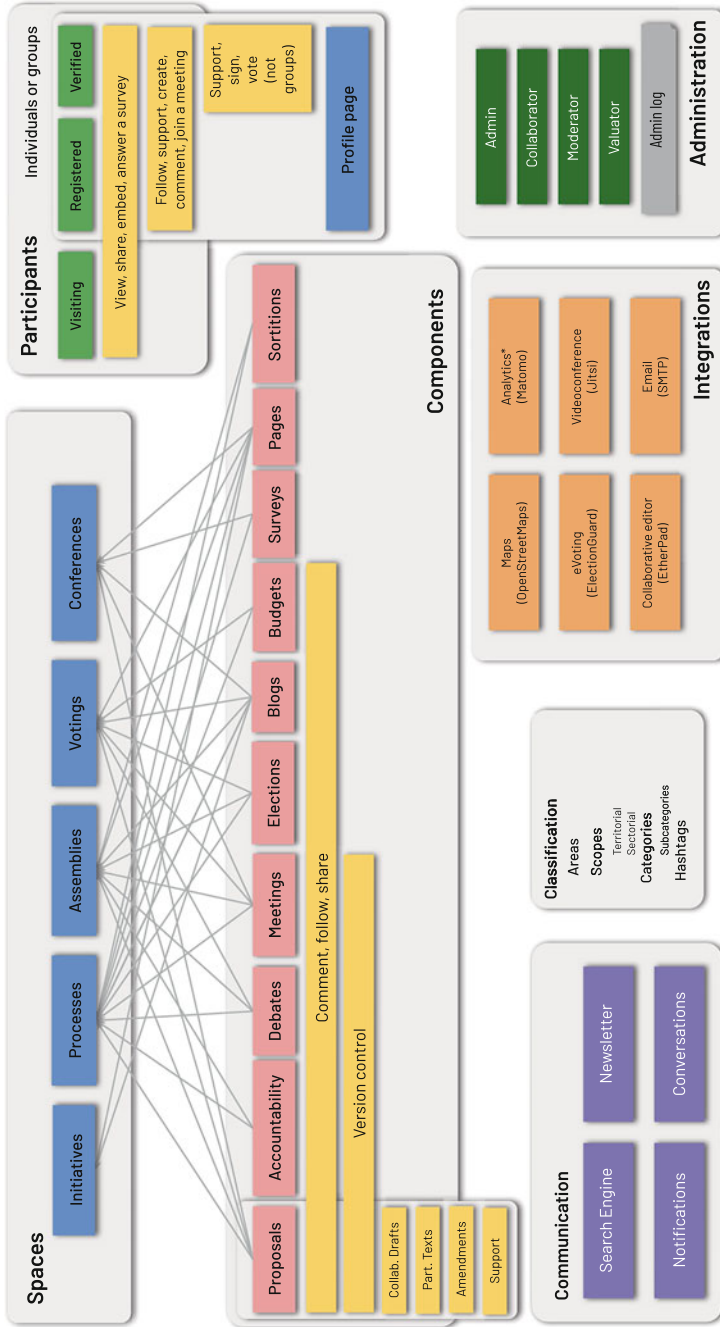 Spaces
Initiatives
Processes
Assemblies
Votings
Conferences
Participants
Individuals or groups
Visiting
Registered
Verified
View, share, embed, answer a survey
Follow, support, create,
comment, join a meeting
Support,
sign,
vote
(not
groups)
Profile page
Proposals
Accountability
Debates
Meetings
Elections
Blogs
Budgets
Surveys
Pages
Sortitions
Comment, follow, share
Version control
Collab. Drafts
Part. Texts
Amendments
Support
Components
Administration
Admin
Collaborator
Moderator
Valuator
Admin log
Communication
Search Engine
Newsletter
Notifications
Conversations
Classification
Areas
Scopes
Territorial
Sectorial
Categories
Subcategories
Hashtags
Maps
(OpenStreetMaps)
Analytics*
(Matomo)
eVoting
(ElectionGuard)
Videoconference
(Jitsi)
Collaborative editor
(EtherPad)
Email
(SMTP)
Integrations